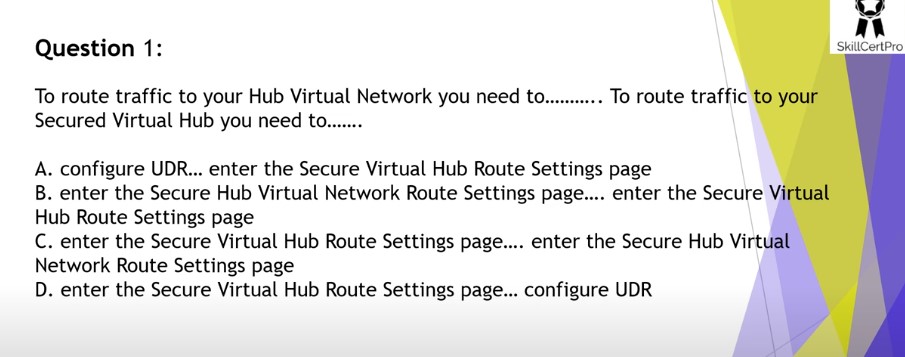 SkillCertPro
Question 1:
To route traffic to your Hub Virtual Network you need to.......... To route traffic to your
Secured Virtual Hub you need to.......
A. configure UDR... enter the Secure Virtual Hub Route Settings page
B. enter the Secure Hub Virtual Network Route Settings page.... enter the Secure Virtual
Hub Route Settings page
C. enter the Secure Virtual Hub Route Settings page.... enter the Secure Hub Virtual
Network Route Settings page
D. enter the Secure Virtual Hub Route Settings page... configure UDR